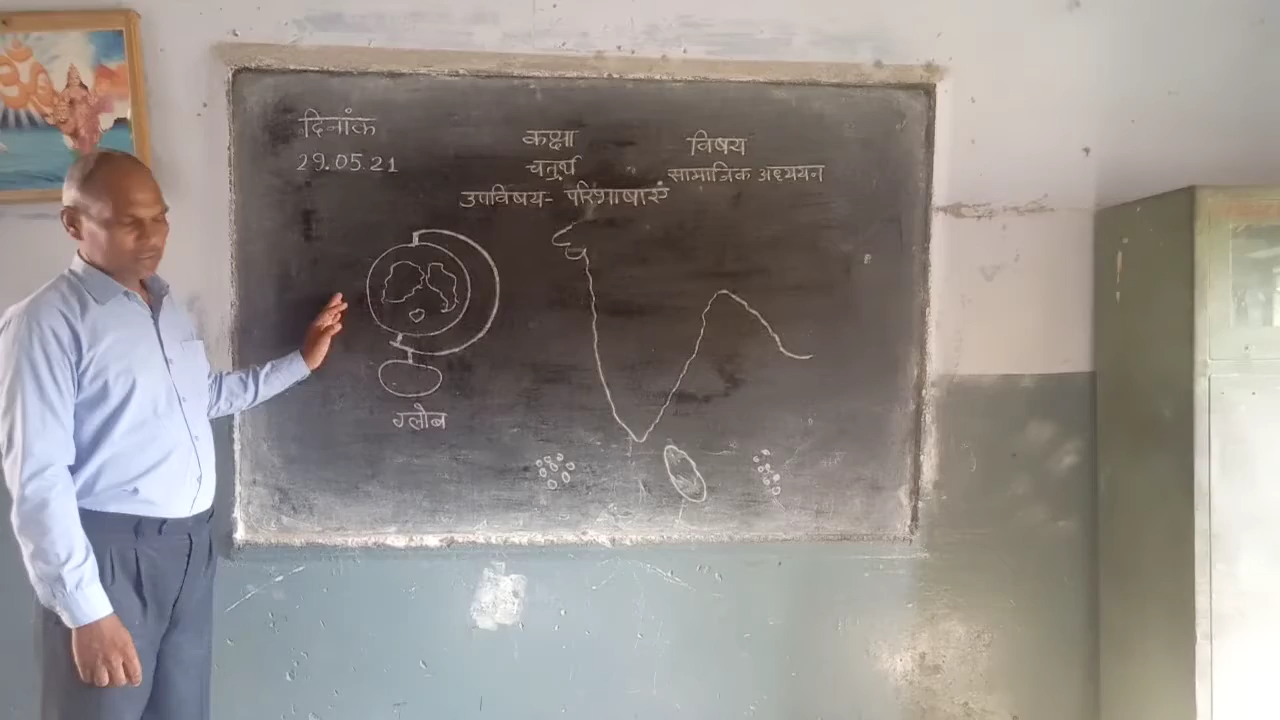 दिनांक
29.05.21
कक्षा
चतुर्थ
विषय
सामाजिक अध्ययन
उपविषय- परिभाषाएं
ग्लोब